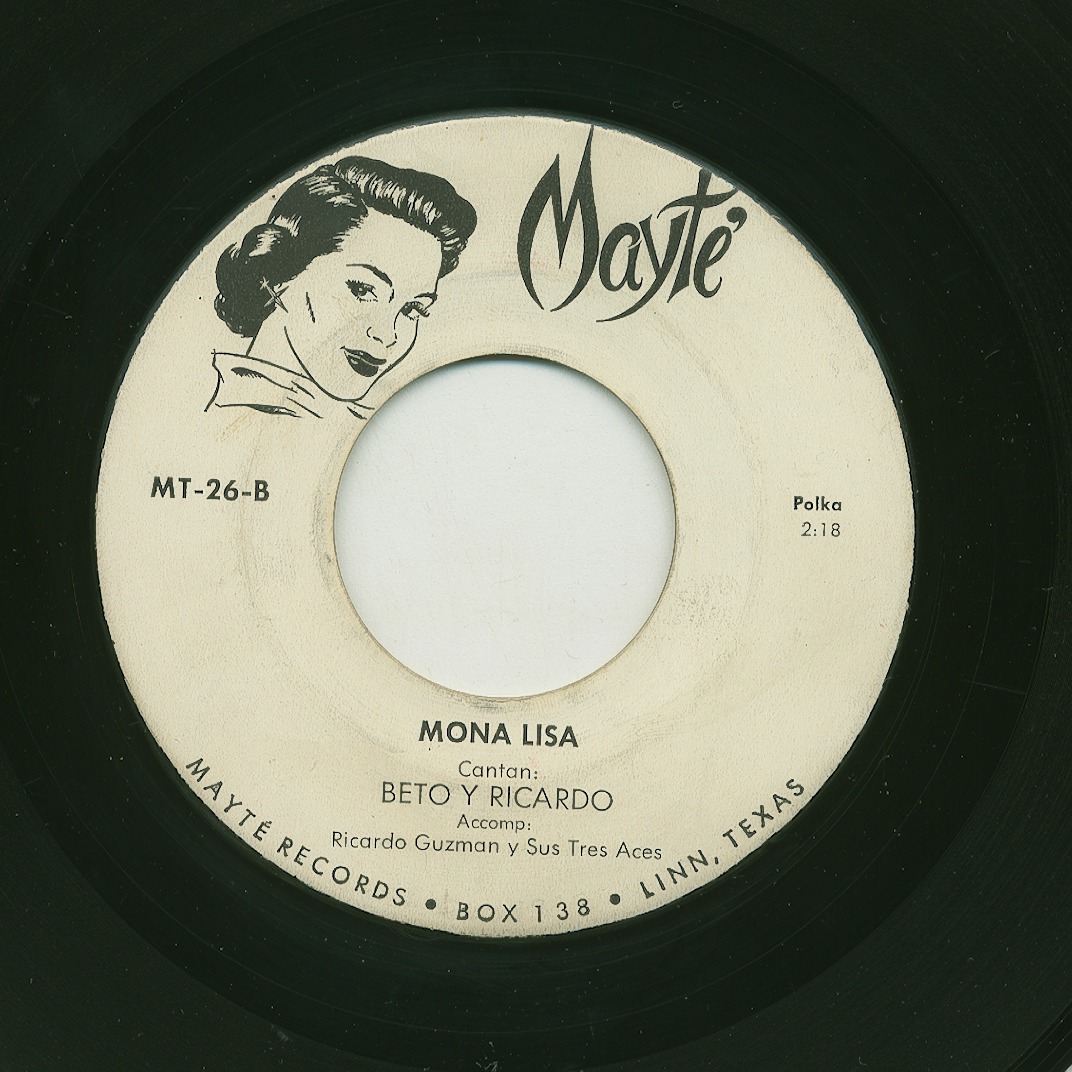 Mayté
MT-26-B
Polka
2:18
MONA LISA
Cantan:
BETO Y RICARDO
Accomp:
Ricardo Guzman y Sus Tres Aces
MAYTÉ RECORDS • BOX 138 • LINN, TEXAS